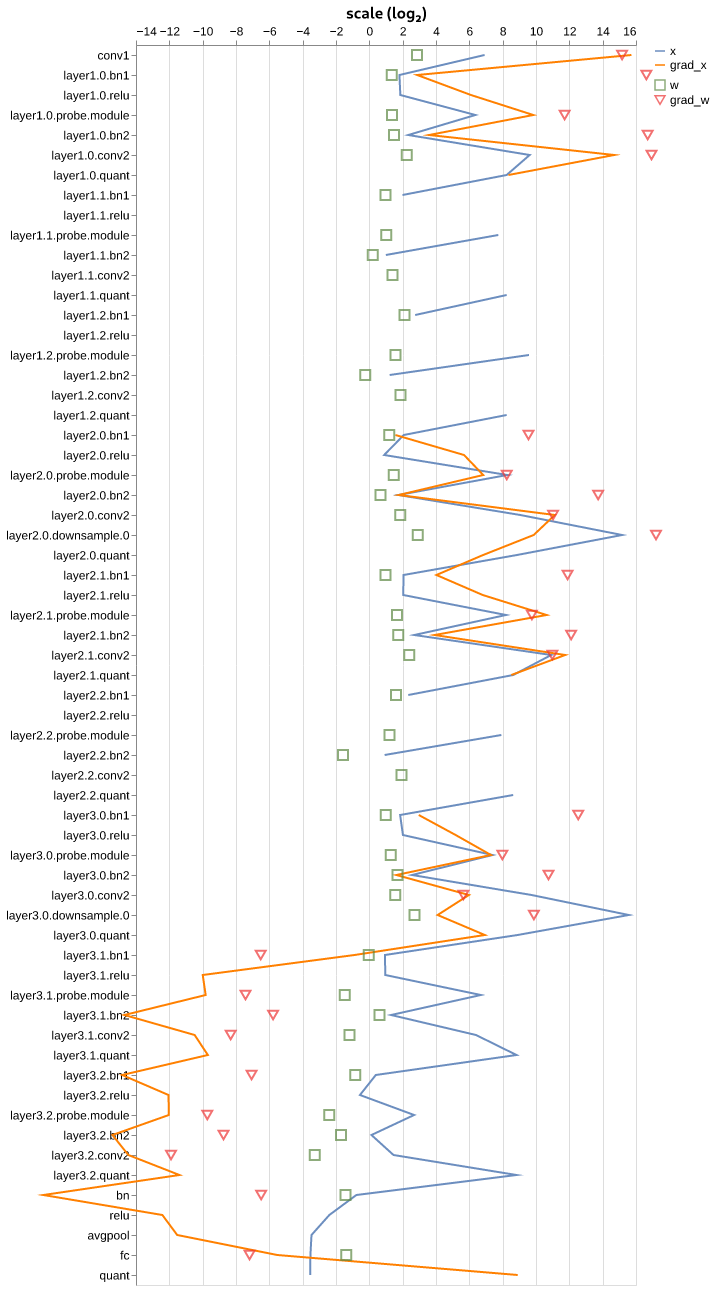 scale (log₂)
−14 −12 −10 −8 −6 −4 −2 0 2 4 6 8 10 12 14 16
x
grad_x
w
grad_w
conv1
layer1.0.bn1
layer1.0.relu
layer1.0.probe.module
layer1.0.bn2
layer1.0.conv2
layer1.0.quant
layer1.1.bn1
layer1.1.relu
layer1.1.probe.module
layer1.1.bn2
layer1.1.conv2
layer1.1.quant
layer1.2.bn1
layer1.2.relu
layer1.2.probe.module
layer1.2.bn2
layer1.2.conv2
layer1.2.quant
layer2.0.bn1
layer2.0.relu
layer2.0.probe.module
layer2.0.bn2
layer2.0.conv2
layer2.0.downsample.0
layer2.0.quant
layer2.1.bn1
layer2.1.relu
layer2.1.probe.module
layer2.1.bn2
layer2.1.conv2
layer2.1.quant
layer2.2.bn1
layer2.2.relu
layer2.2.probe.module
layer2.2.bn2
layer2.2.conv2
layer2.2.quant
layer3.0.bn1
layer3.0.relu
layer3.0.probe.module
layer3.0.bn2
layer3.0.conv2
layer3.0.downsample.0
layer3.0.quant
layer3.1.bn1
layer3.1.relu
layer3.1.probe.module
layer3.1.bn2
layer3.1.conv2
layer3.1.quant
layer3.2.bn1
layer3.2.relu
layer3.2.probe.module
layer3.2.bn2
layer3.2.conv2
layer3.2.quant
bn
relu
avgpool
fc
quant